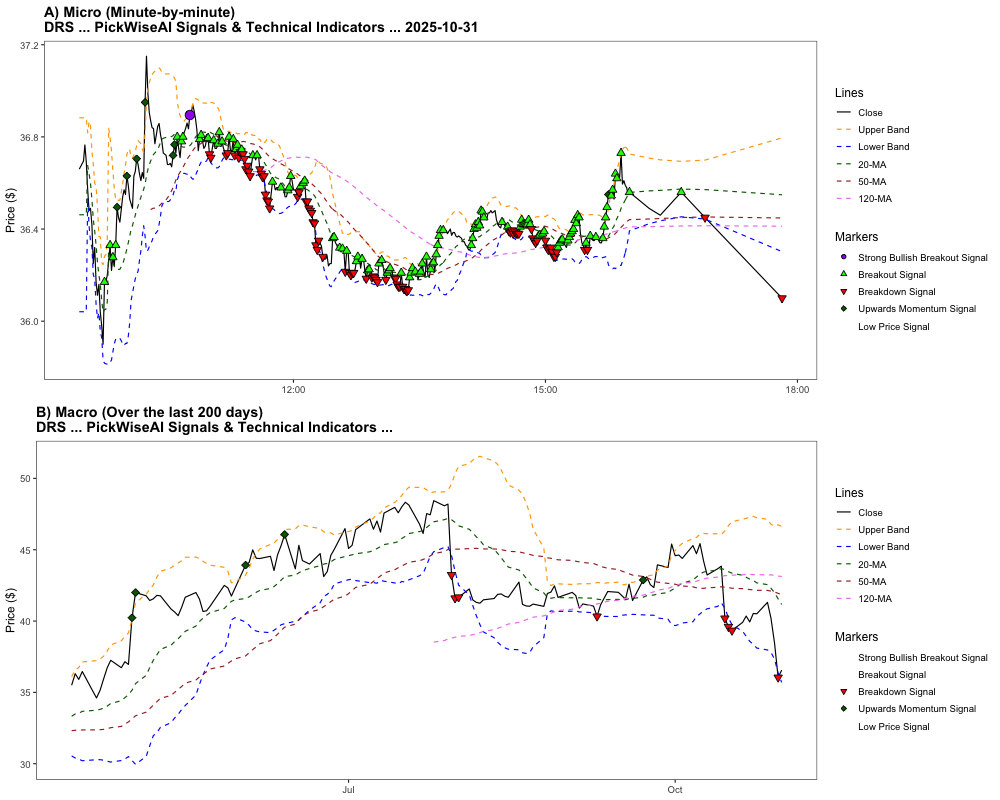 A) Micro (Minute-by-minute)
DRS ... PickWiseAI Signals & Technical Indicators ... 2025-10-31
37.2
36.8
36.4
36.0
Price ($)
12:00
15:00
18:00
Lines
Close
Upper Band
Lower Band
20-MA
50-MA
120-MA
Markers
Strong Bullish Breakout Signal
Breakout Signal
Breakdown Signal
Upwards Momentum Signal
Low Price Signal
B) Macro (Over the last 200 days)
DRS ... PickWiseAI Signals & Technical Indicators ...
50
45
40
35
30
Price ($)
Jul
Oct
Lines
Close
Upper Band
Lower Band
20-MA
50-MA
120-MA
Markers
Strong Bullish Breakout Signal
Breakout Signal
Breakdown Signal
Upwards Momentum Signal
Low Price Signal